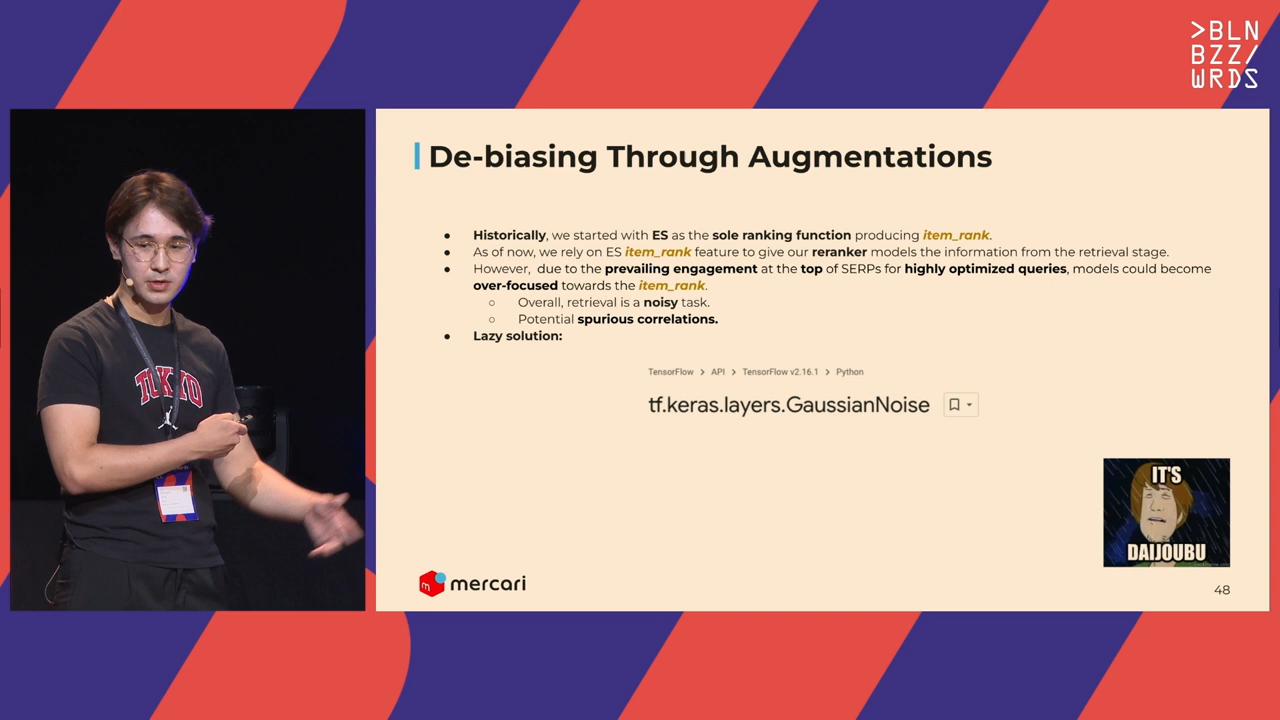 >BLN
BZZ/
WRDS
De-biasing Through Augmentations
● Historically, we started with ES as the sole ranking function producing item_rank.
● As of now, we rely on ES item_rank feature to give our reranker models the information from the retrieval stage.
● However, due to the prevailing engagement at the top of SERPs for highly optimized queries, models could become
over-focused towards the item_rank.
○ Overall, retrieval is a noisy task.
○ Potential spurious correlations.
● Lazy solution:
TensorFlow > API > TensorFlow v2.16.1 > Python
tf.keras.layers.GaussianNoise
IT'S
DAIJOUBU
m mercari
48
TOKYO